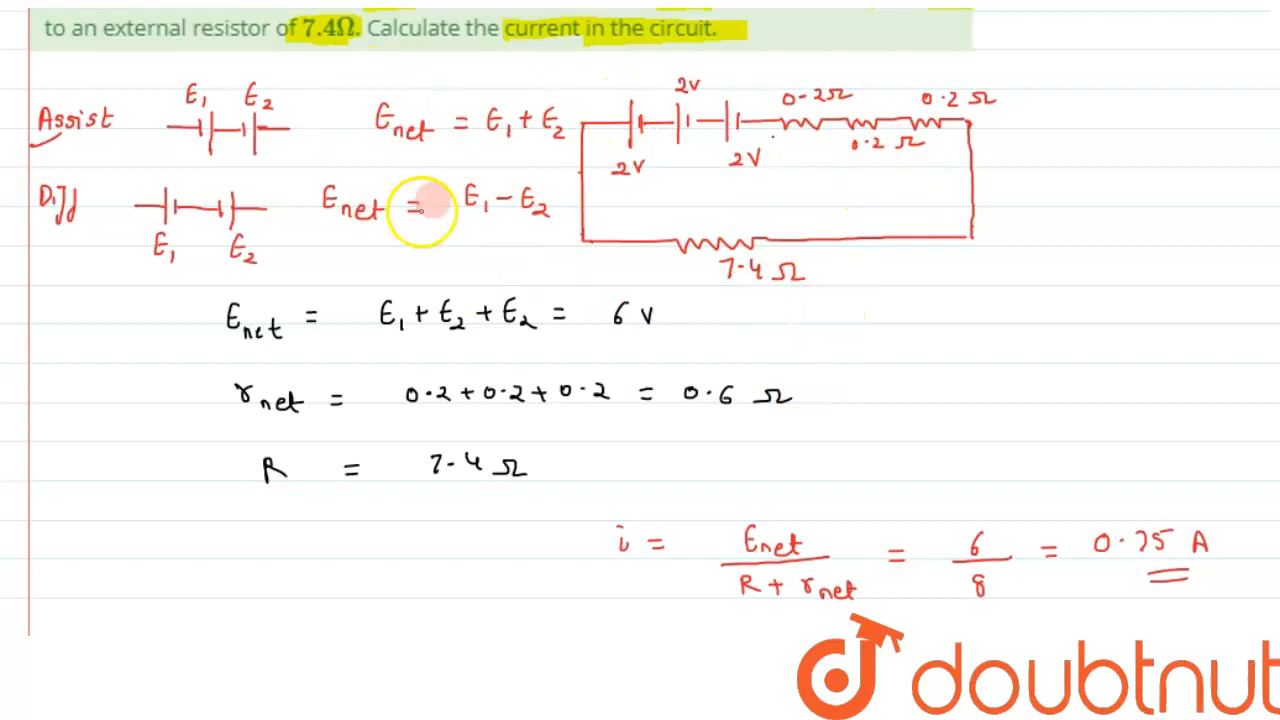 to an external resistor of 7.4Ω. Calculate the current in the circuit.
Assist E₁ E₂ Enet = E₁ + E₂
Diff E₁ E₂ Enet = E₁ - E₂
2V 2V 2V 0.2Ω 0.2Ω 0.2Ω
7.4 Ω
Enet = E₁ + E₂ + E₂ = 6 V
rnet = 0.2 + 0.2 + 0.2 = 0.6 Ω
R = 7.4 Ω
i = Enet / R + rnet = 6 / 8 = 0.75 A
doubtnut